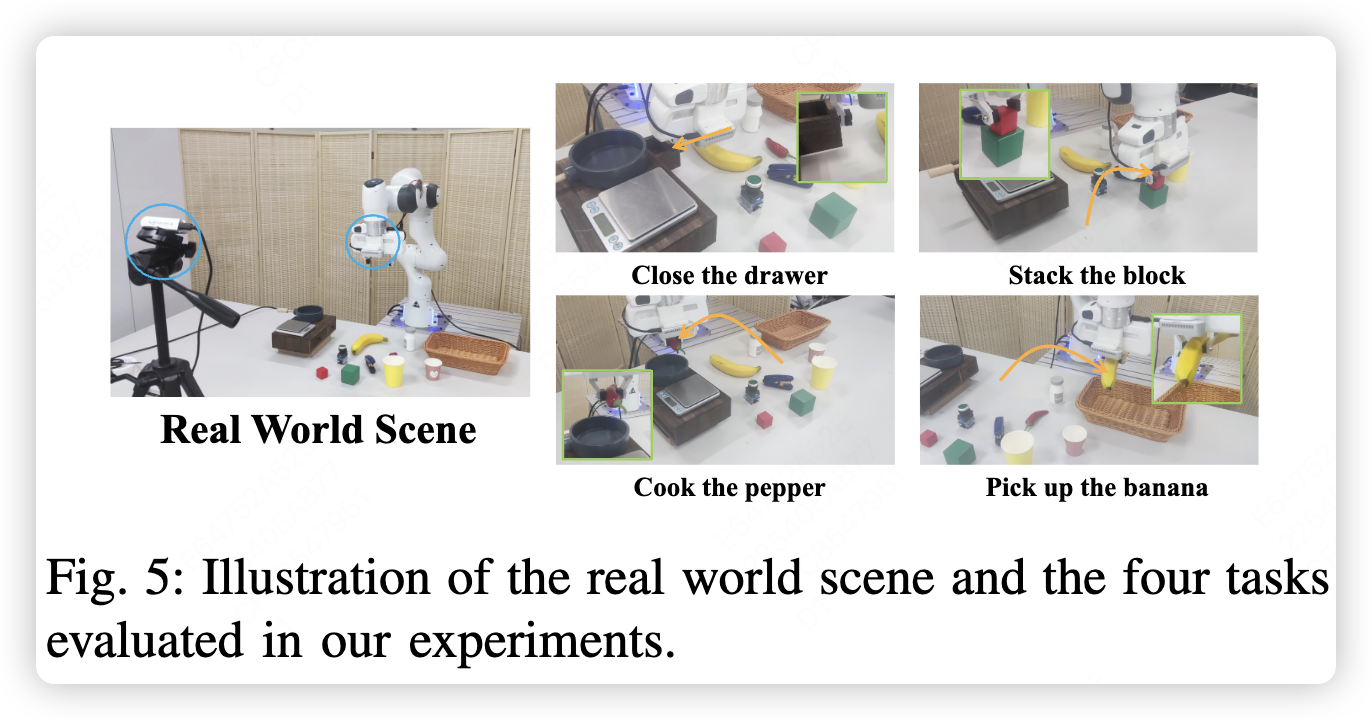 Real World Scene
Close the drawer
Stack the block
Cook the pepper
Pick up the banana
Fig. 5: Illustration of the real world scene and the four tasks
evaluated in our experiments.